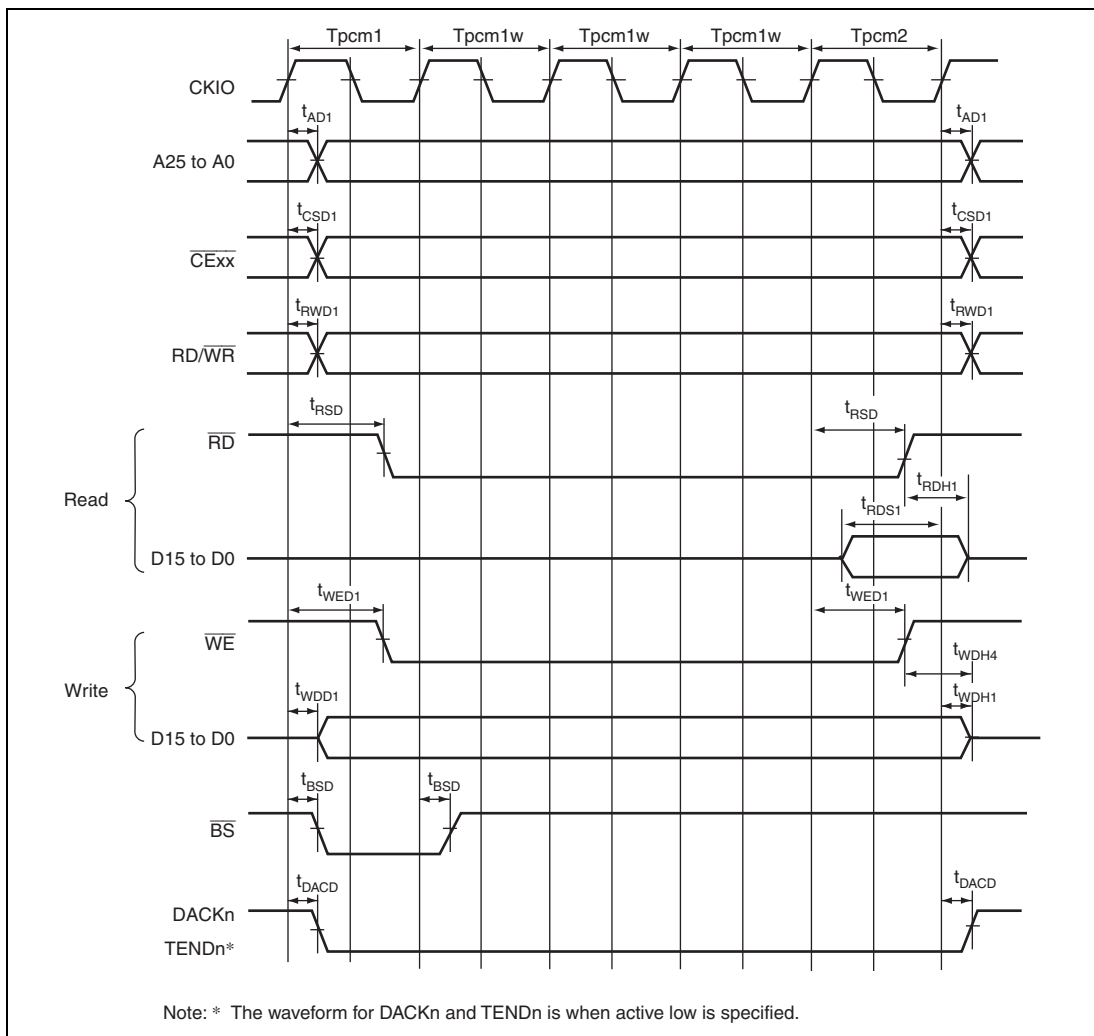 Tpcm1 Tpcm1w Tpcm1w Tpcm1w Tpcm2
CKIO
tAD1 tAD1
A25 to A0
tCSD1 tCSD1
CExx
tRWD1 tRWD1
RD/WR
tRSD tRSD
RD
tRDH1
Read
tRDS1
D15 to D0
tWED1 tWED1
WE
tWDH4
Write
tWDD1 tWDH1
D15 to D0
tBSD tBSD
BS
tDACD tDACD
DACKn
TENDn*
Note: * The waveform for DACKn and TENDn is when active low is specified.